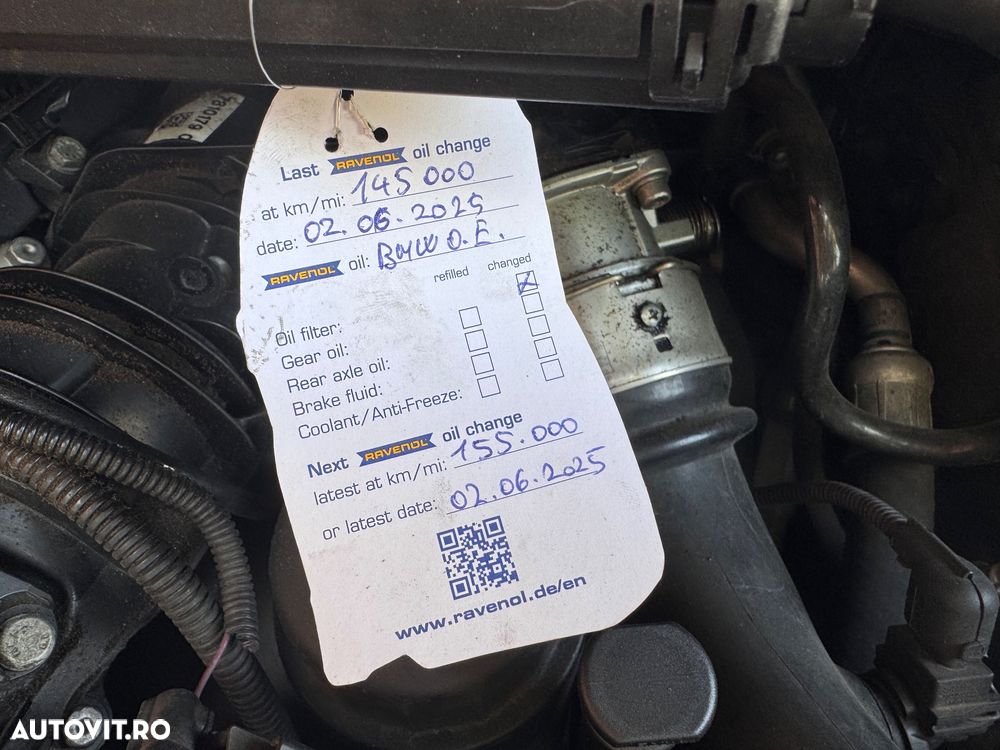 Last RAVENOL oil change
at km/mi: 145 000
date: 02.06.2025
RAVENOL oil: BMW O.E.
refilled changed
Oil filter:
Gear oil:
Rear axle oil:
Brake fluid:
Coolant/Anti-Freeze:
Next RAVENOL oil change
latest at km/mi: 155.000
or latest date: 02.06.2025
www.ravenol.de/en
AUTOVIT.RO